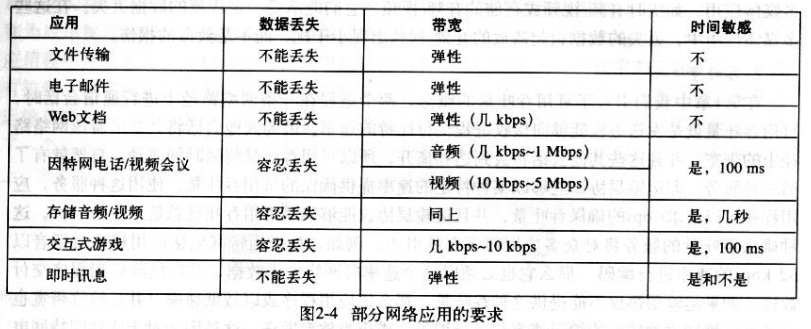 应用 数据丢失 带宽 时间敏感
文件传输 不能丢失 弹性 不
电子邮件 不能丢失 弹性 不
Web文档 不能丢失 弹性（几 kbps） 不
因特网电话/视频会议 容忍丢失 音频（几 kbps~1 Mbps） 是，100 ms
视频（10 kbps~5 Mbps）
存储音频/视频 容忍丢失 同上 是，几秒
交互式游戏 容忍丢失 几 kbps~10 kbps 是，100 ms
即时讯息 不能丢失 弹性 是和不是
图2-4 部分网络应用的要求